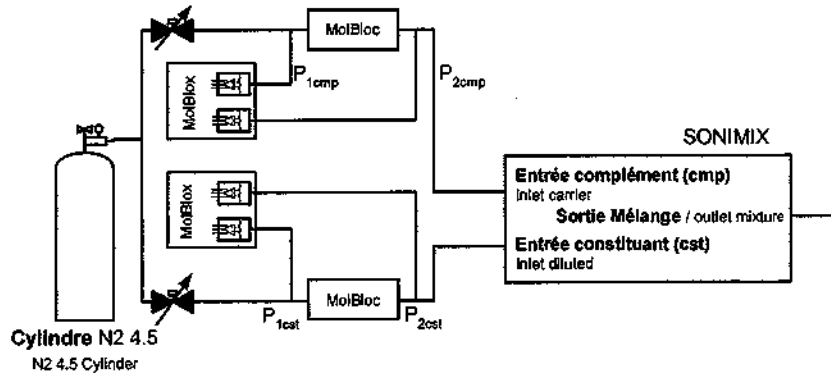 MolBloc
P1cmp
P2cmp
MolBlox
SONIMIX
Entrée complément (cmp)
Inlet carrier
Sortie Mélange / outlet mixture
Entrée constituant (cst)
Inlet diluted
MolBlox
MolBloc
P1cst
P2cst
Cylindre N2 4.5
N2 4.5 Cylinder